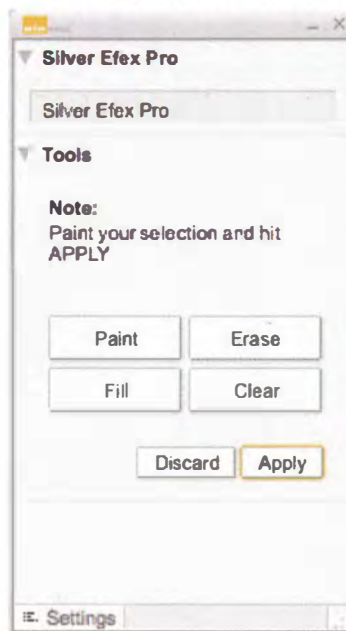 Silver Efex Pro
Silver Efex Pro
Tools
Note:
Paint your selection and hit
APPLY
Paint Erase
Fill Clear
Discard Apply
Settings